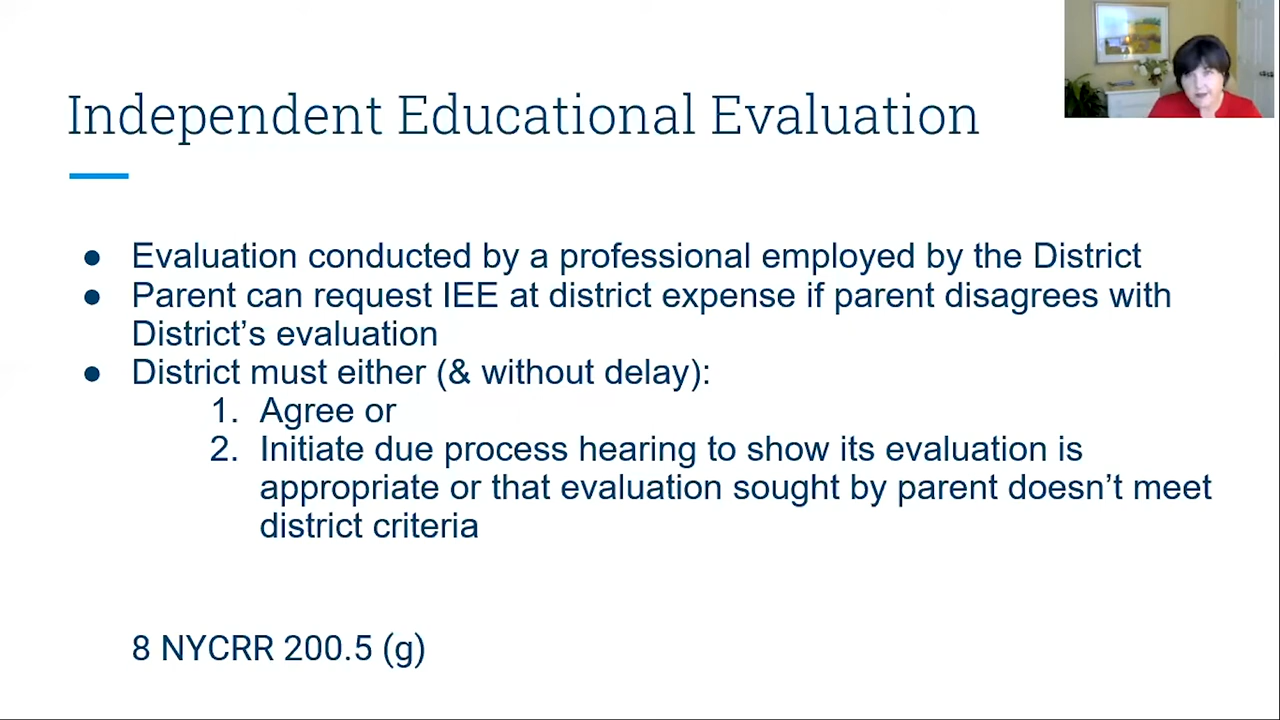 Independent Educational Evaluation
● Evaluation conducted by a professional employed by the District
● Parent can request IEE at district expense if parent disagrees with
District’s evaluation
● District must either (& without delay):
1. Agree or
2. Initiate due process hearing to show its evaluation is
appropriate or that evaluation sought by parent doesn’t meet
district criteria
8 NYCRR 200.5 (g)